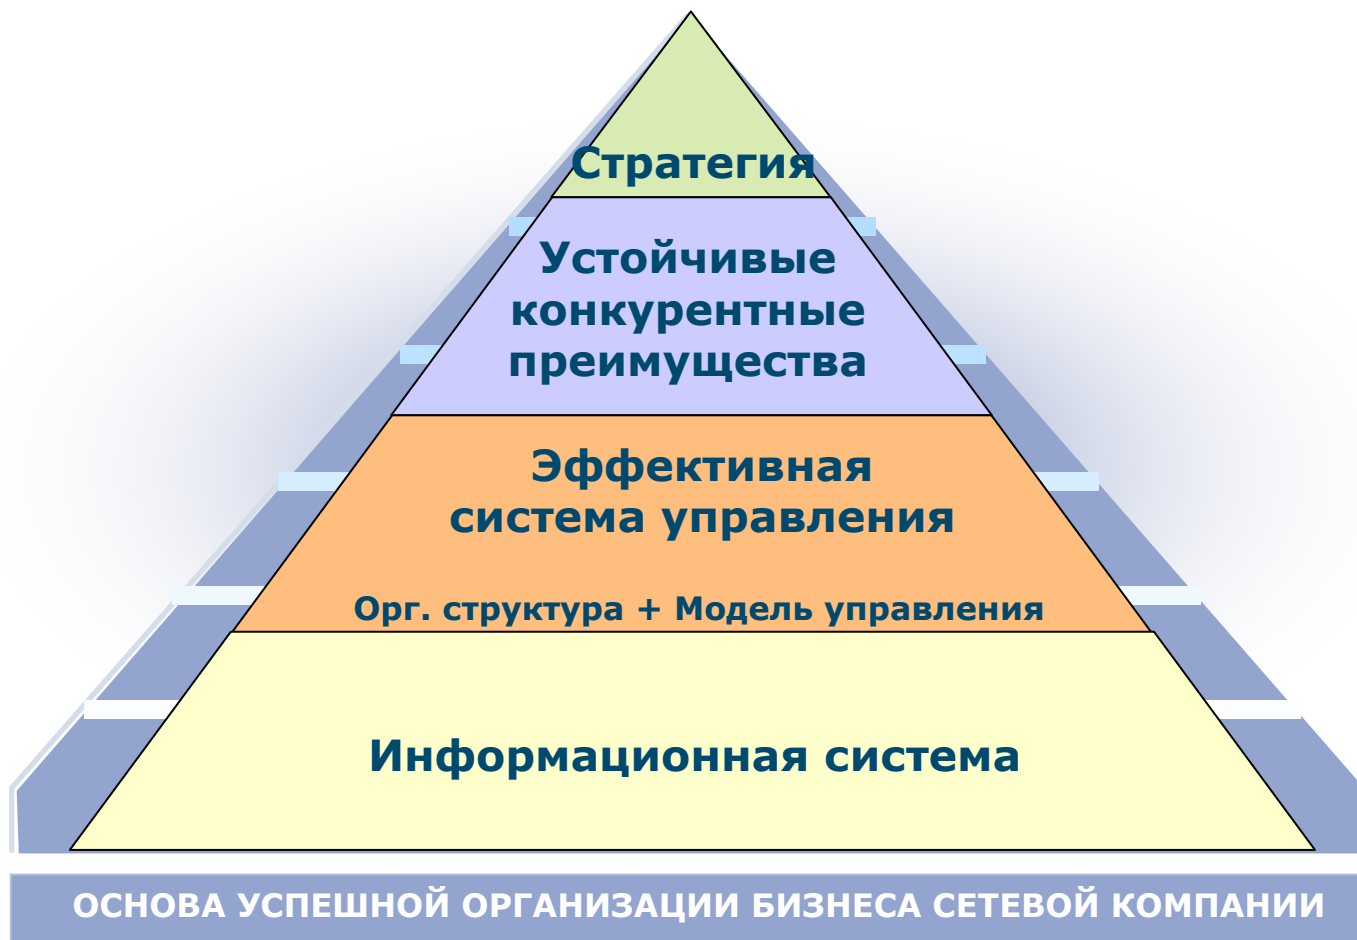 Стратегия
Устойчивые
конкурентные
преимущества
Эффективная
система управления
Орг. структура + Модель управления
Информационная система
ОСНОВА УСПЕШНОЙ ОРГАНИЗАЦИИ БИЗНЕСА СЕТЕВОЙ КОМПАНИИ